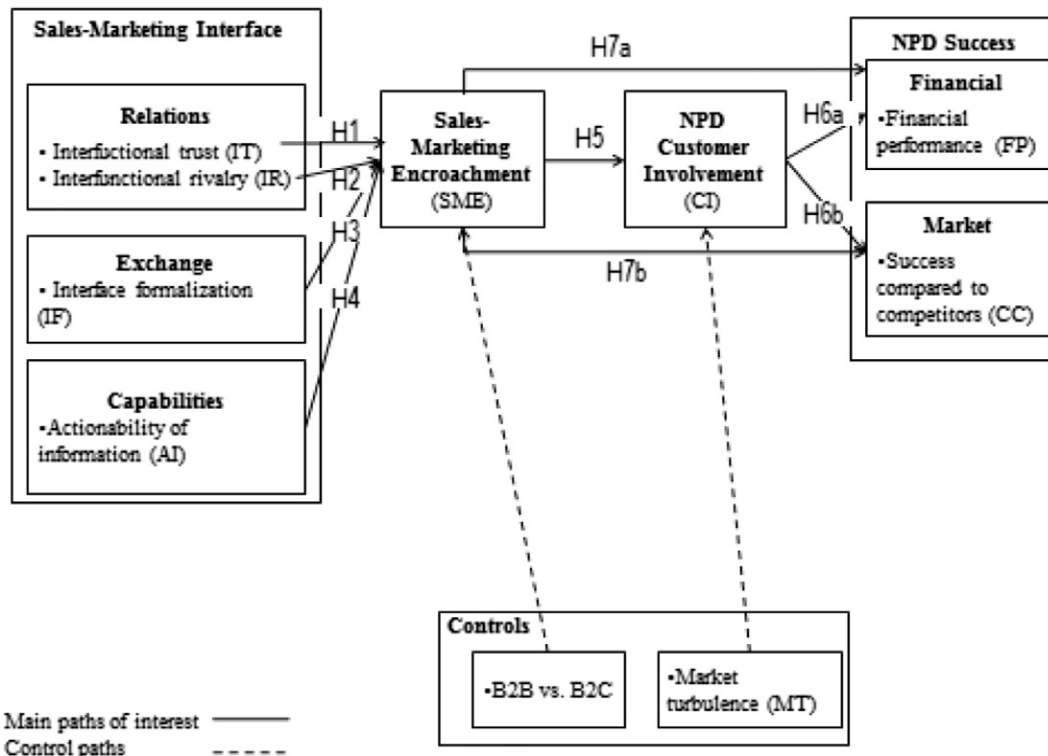 Sales-Marketing Interface
Relations
• Interfuctional trust (IT)
• Interfunctional rivalry (IR)
Exchange
• Interface formalization
(IF)
Capabilities
•Actionability of
information (AI)
H1
H2
H3
H4
Sales-
Marketing
Encroachment
(SME)
H5
NPD
Customer
Involvement
(CI)
H7a
H6a
H6b
H7b
NPD Success
Financial
•Financial
performance (FP)
Market
•Success
compared to
competitors (CC)
Controls
•B2B vs. B2C
•Market
turbulence (MT)
Main paths of interest
Control paths